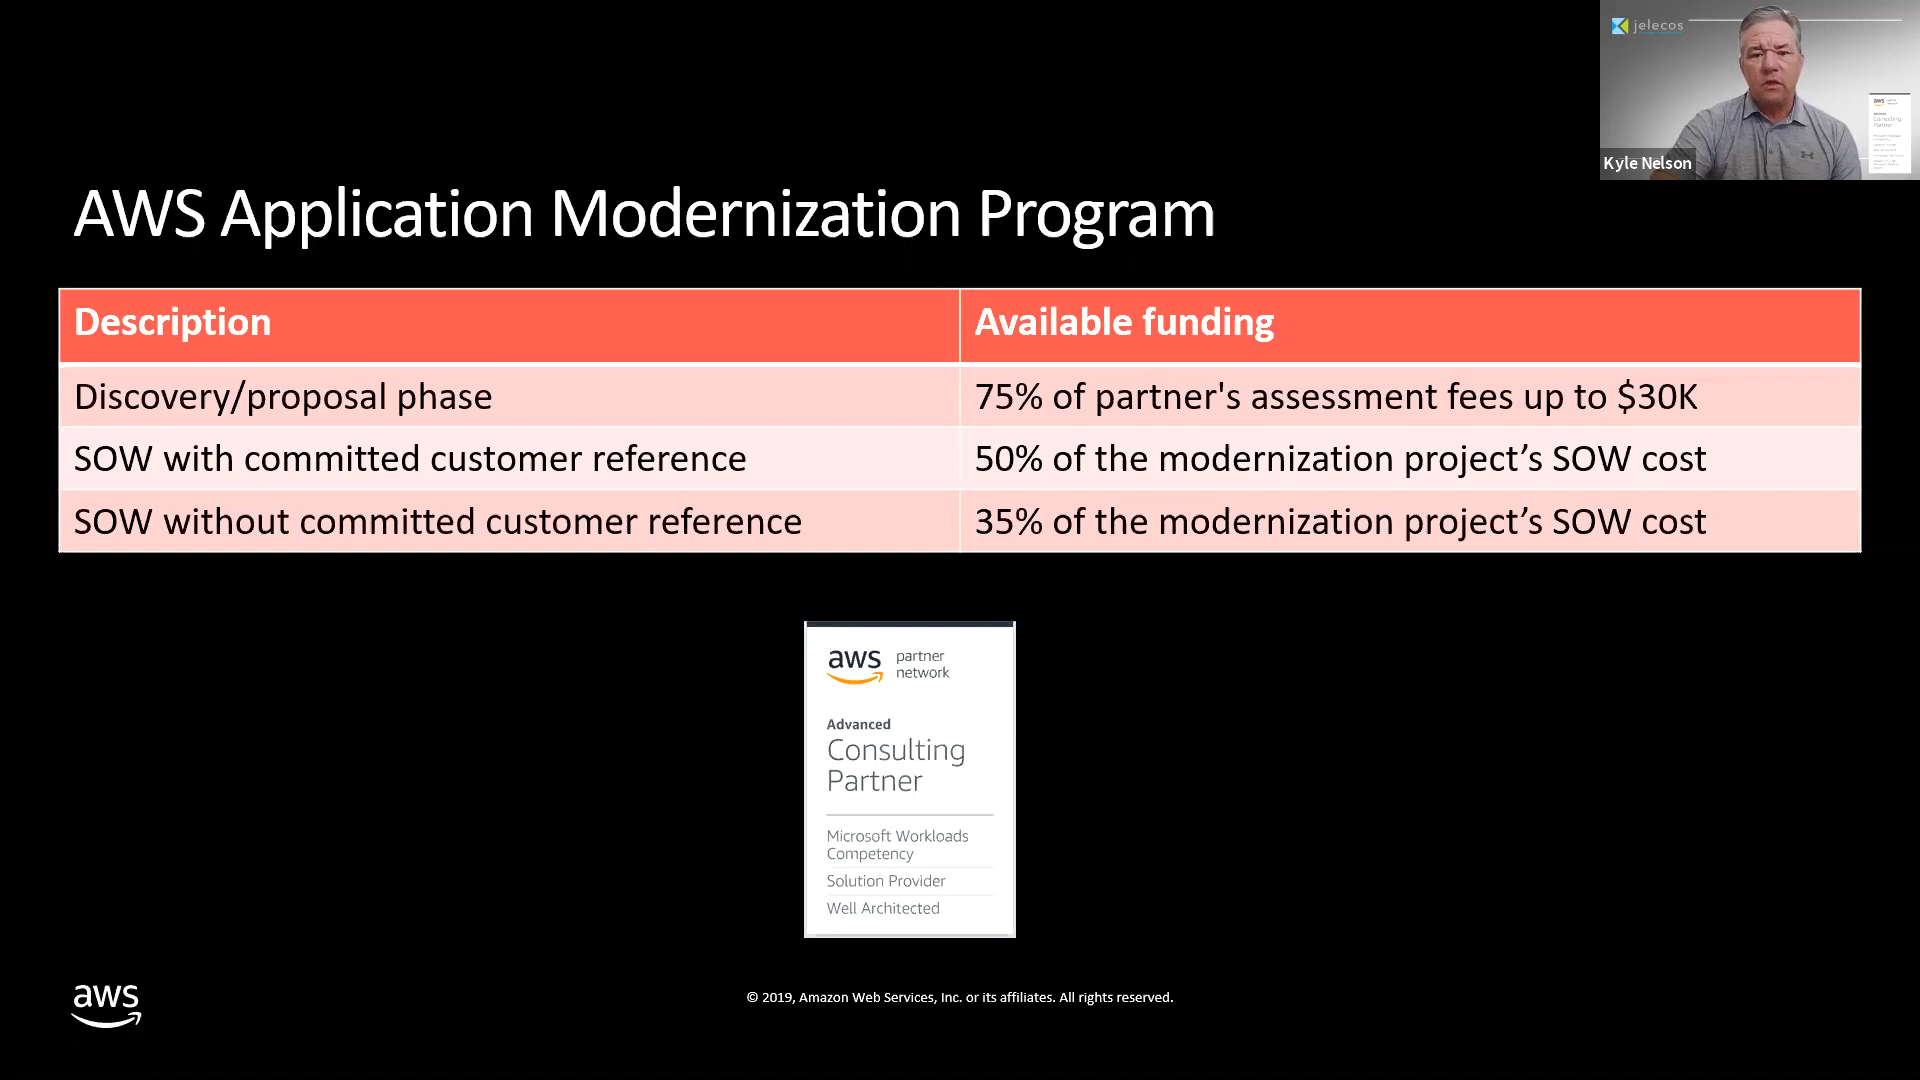 jelecos
Kyle Nelson
AWS Application Modernization Program
Description
Available funding
Discovery/proposal phase
75% of partner's assessment fees up to $30K
SOW with committed customer reference
50% of the modernization project’s SOW cost
SOW without committed customer reference
35% of the modernization project’s SOW cost
aws
partner
network
Advanced
Consulting
Partner
Microsoft Workloads
Competency
Solution Provider
Well Architected
aws
© 2019, Amazon Web Services, Inc. or its affiliates. All rights reserved.
aws
Consulting
Partner